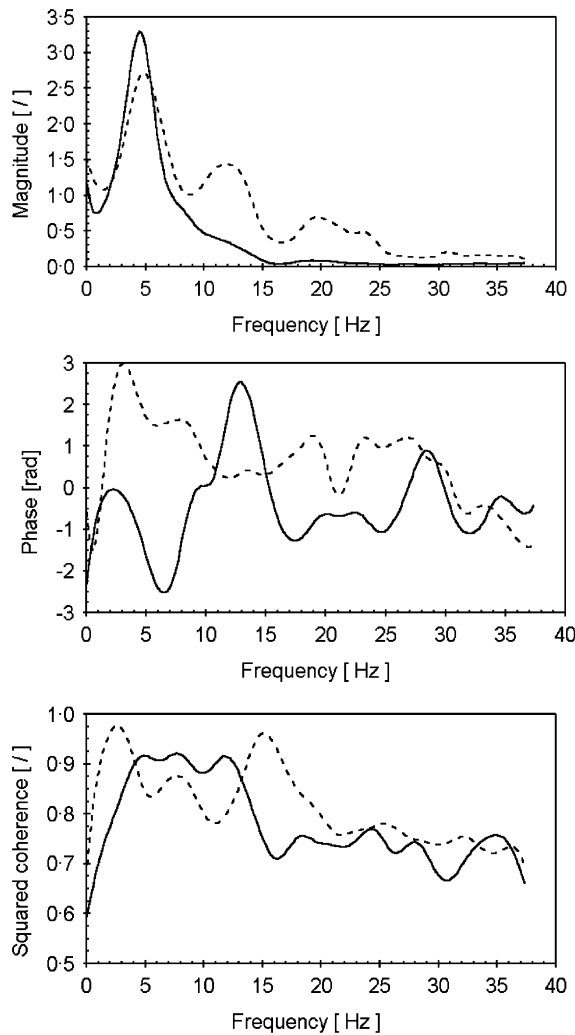 Magnitude [ / ]
3·5
3·0
2·5
2·0
1·5
1·0
0·5
0·0
0 5 10 15 20 25 30 35 40
Frequency [ Hz ]
Phase [rad]
3
2
1
0
-1
-2
-3
0 5 10 15 20 25 30 35 40
Frequency [ Hz ]
Squared coherence [ / ]
1·0
0·9
0·8
0·7
0·6
0·5
0 5 10 15 20 25 30 35 40
Frequency [ Hz ]